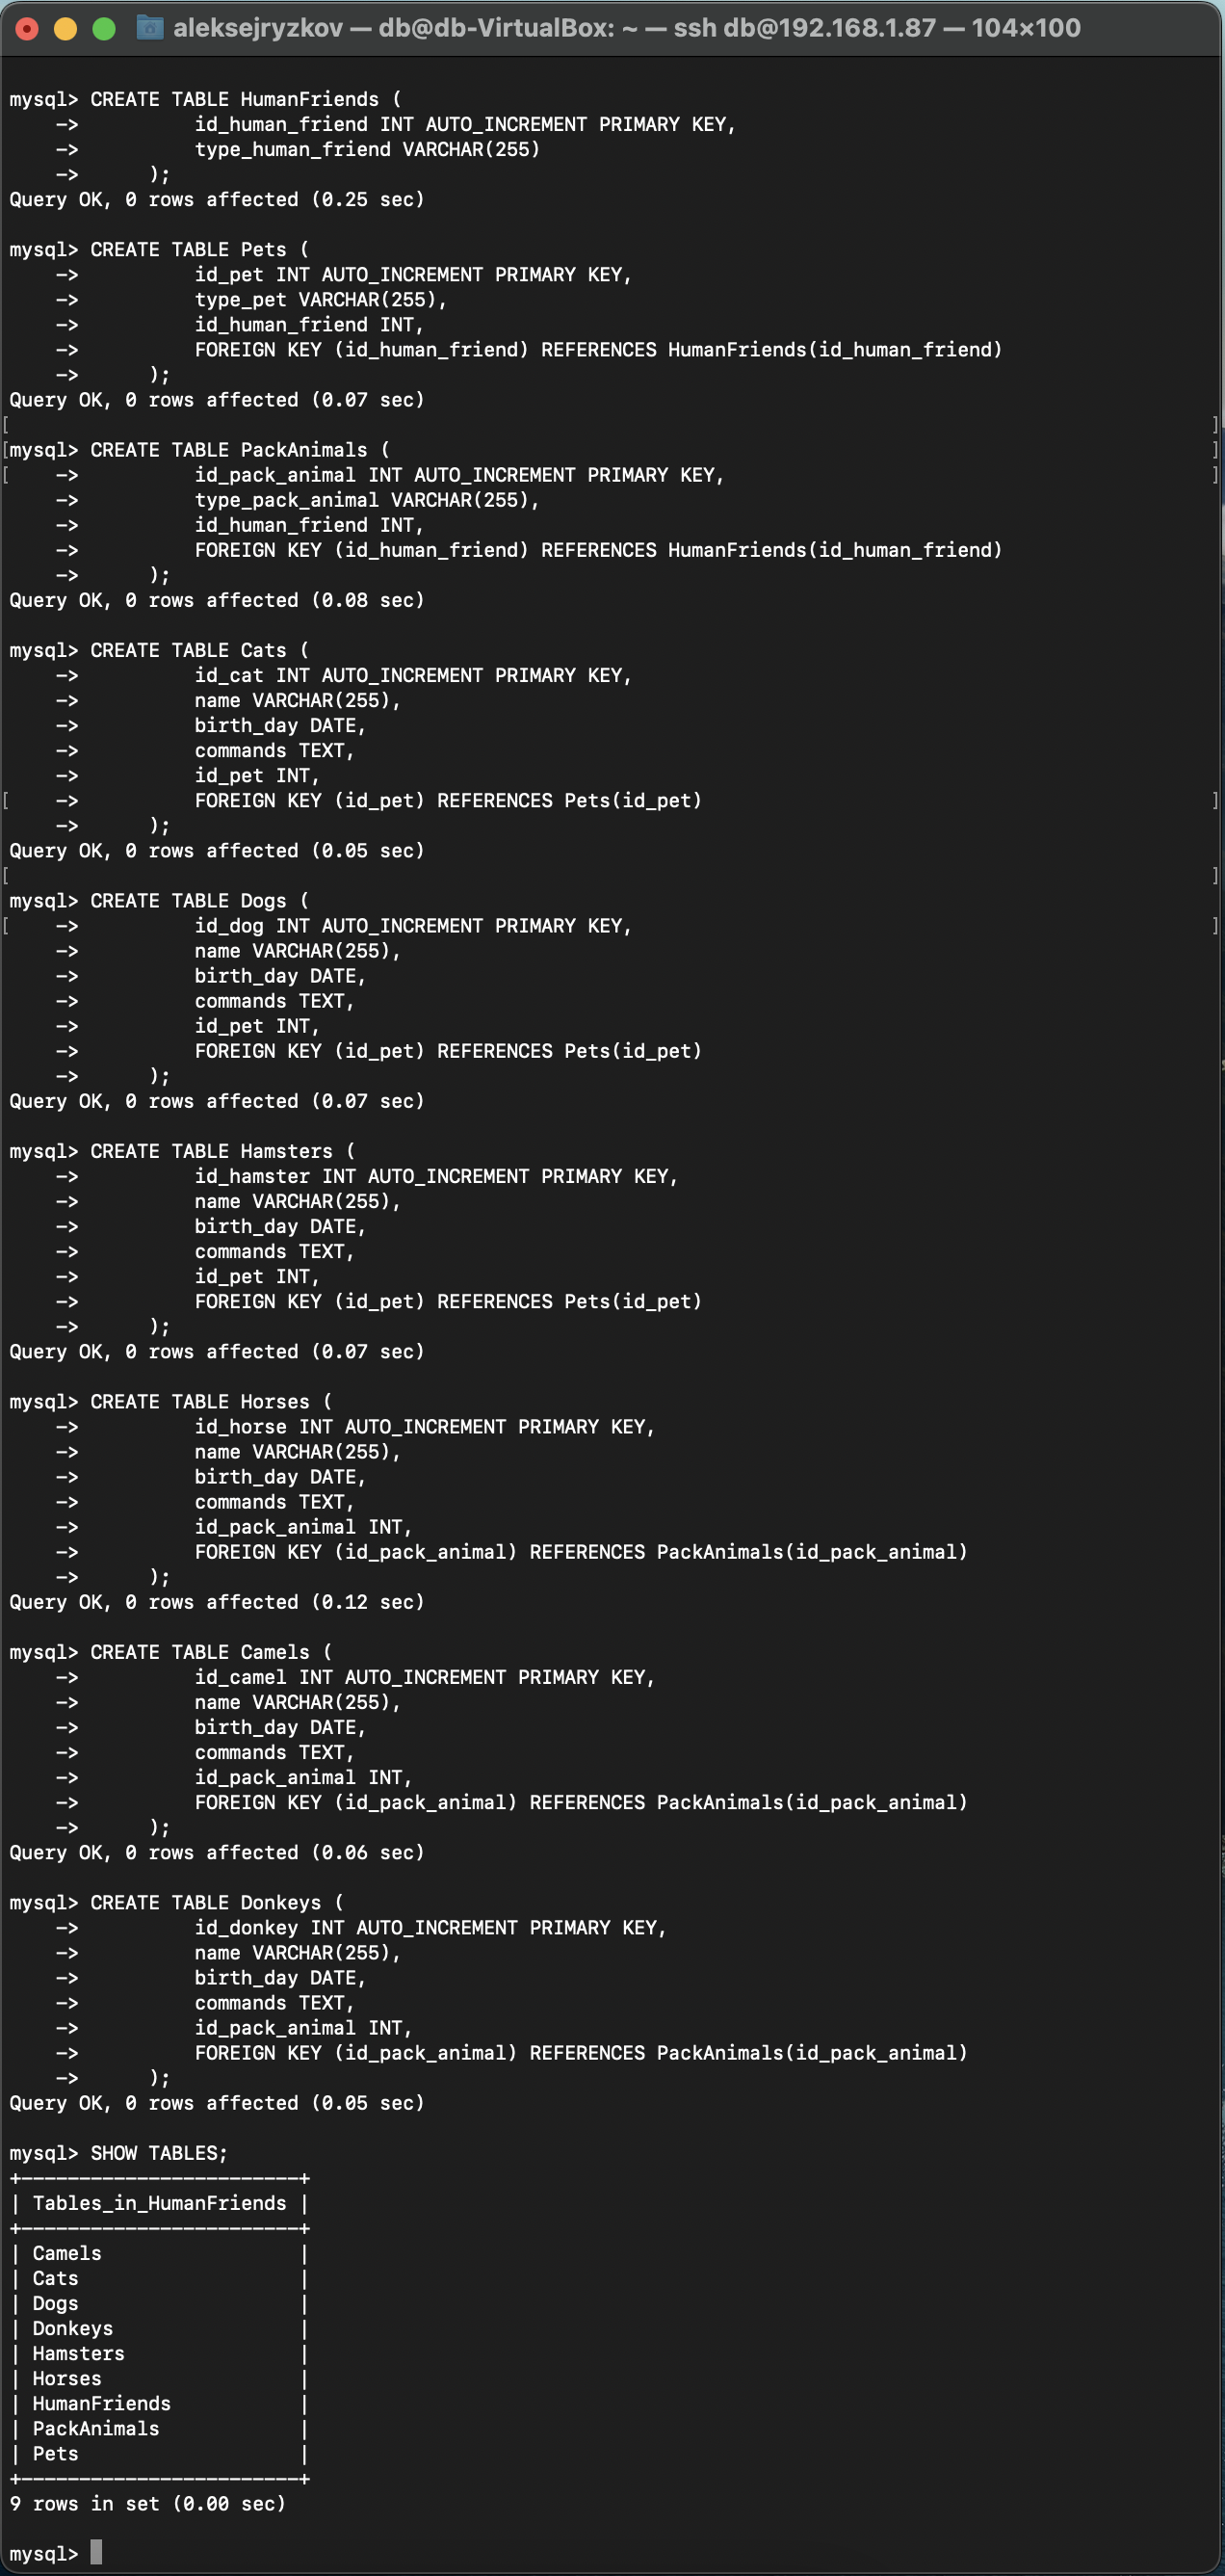 aleksejryzkov — db@db-VirtualBox: ~ — ssh db@192.168.1.87 — 104×100
mysql> CREATE TABLE HumanFriends (
    ->          id_human_friend INT AUTO_INCREMENT PRIMARY KEY,
    ->          type_human_friend VARCHAR(255)
    ->      );
Query OK, 0 rows affected (0.25 sec)

mysql> CREATE TABLE Pets (
    ->          id_pet INT AUTO_INCREMENT PRIMARY KEY,
    ->          type_pet VARCHAR(255),
    ->          id_human_friend INT,
    ->          FOREIGN KEY (id_human_friend) REFERENCES HumanFriends(id_human_friend)
    ->      );
Query OK, 0 rows affected (0.07 sec)
[ ]
[mysql> CREATE TABLE PackAnimals ( ]
[    ->          id_pack_animal INT AUTO_INCREMENT PRIMARY KEY, ]
    ->          type_pack_animal VARCHAR(255),
    ->          id_human_friend INT,
    ->          FOREIGN KEY (id_human_friend) REFERENCES HumanFriends(id_human_friend)
    ->      );
Query OK, 0 rows affected (0.08 sec)

mysql> CREATE TABLE Cats (
    ->          id_cat INT AUTO_INCREMENT PRIMARY KEY,
    ->          name VARCHAR(255),
    ->          birth_day DATE,
    ->          commands TEXT,
    ->          id_pet INT,
[    ->          FOREIGN KEY (id_pet) REFERENCES Pets(id_pet) ]
    ->      );
Query OK, 0 rows affected (0.05 sec)
[ ]
mysql> CREATE TABLE Dogs (
[    ->          id_dog INT AUTO_INCREMENT PRIMARY KEY, ]
    ->          name VARCHAR(255),
    ->          birth_day DATE,
    ->          commands TEXT,
    ->          id_pet INT,
    ->          FOREIGN KEY (id_pet) REFERENCES Pets(id_pet)
    ->      );
Query OK, 0 rows affected (0.07 sec)

mysql> CREATE TABLE Hamsters (
    ->          id_hamster INT AUTO_INCREMENT PRIMARY KEY,
    ->          name VARCHAR(255),
    ->          birth_day DATE,
    ->          commands TEXT,
    ->          id_pet INT,
    ->          FOREIGN KEY (id_pet) REFERENCES Pets(id_pet)
    ->      );
Query OK, 0 rows affected (0.07 sec)

mysql> CREATE TABLE Horses (
    ->          id_horse INT AUTO_INCREMENT PRIMARY KEY,
    ->          name VARCHAR(255),
    ->          birth_day DATE,
    ->          commands TEXT,
    ->          id_pack_animal INT,
    ->          FOREIGN KEY (id_pack_animal) REFERENCES PackAnimals(id_pack_animal)
    ->      );
Query OK, 0 rows affected (0.12 sec)

mysql> CREATE TABLE Camels (
    ->          id_camel INT AUTO_INCREMENT PRIMARY KEY,
    ->          name VARCHAR(255),
    ->          birth_day DATE,
    ->          commands TEXT,
    ->          id_pack_animal INT,
    ->          FOREIGN KEY (id_pack_animal) REFERENCES PackAnimals(id_pack_animal)
    ->      );
Query OK, 0 rows affected (0.06 sec)

mysql> CREATE TABLE Donkeys (
    ->          id_donkey INT AUTO_INCREMENT PRIMARY KEY,
    ->          name VARCHAR(255),
    ->          birth_day DATE,
    ->          commands TEXT,
    ->          id_pack_animal INT,
    ->          FOREIGN KEY (id_pack_animal) REFERENCES PackAnimals(id_pack_animal)
    ->      );
Query OK, 0 rows affected (0.05 sec)

mysql> SHOW TABLES;
+------------------------+
| Tables_in_HumanFriends |
+------------------------+
| Camels                 |
| Cats                   |
| Dogs                   |
| Donkeys                |
| Hamsters               |
| Horses                 |
| HumanFriends           |
| PackAnimals            |
| Pets                   |
+------------------------+
9 rows in set (0.00 sec)

mysql>